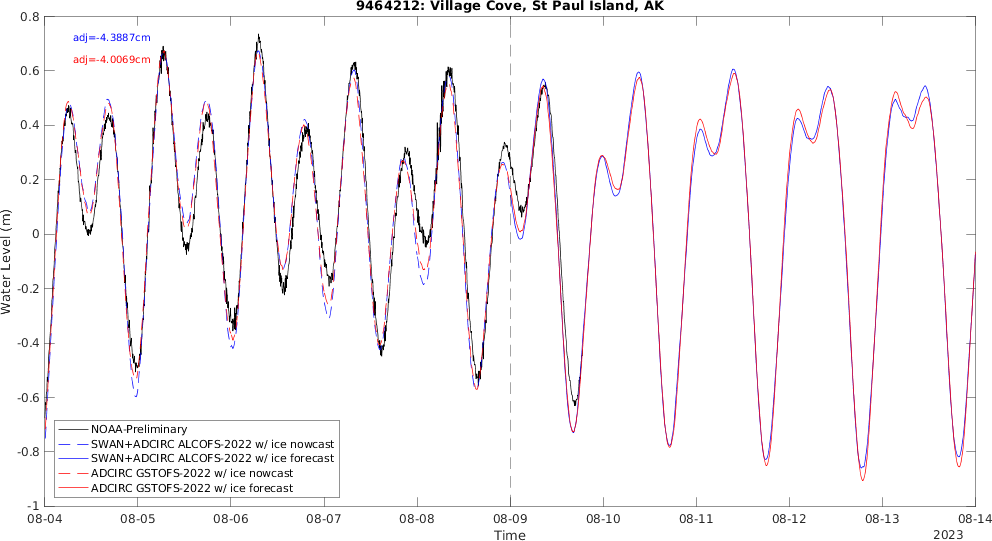 9464212: Village Cove, St Paul Island, AK
adj=-4.3887cm
adj=-4.0069cm
0.8
0.6
0.4
0.2
0
-0.2
-0.4
-0.6
-0.8
-1
Water Level (m)
NOAA-Preliminary
SWAN+ADCIRC ALCOFS-2022 w/ ice nowcast
SWAN+ADCIRC ALCOFS-2022 w/ ice forecast
ADCIRC GSTOFS-2022 w/ ice nowcast
ADCIRC GSTOFS-2022 w/ ice forecast
08-04 08-05 08-06 08-07 08-08 08-09 08-10 08-11 08-12 08-13 08-14
Time
2023